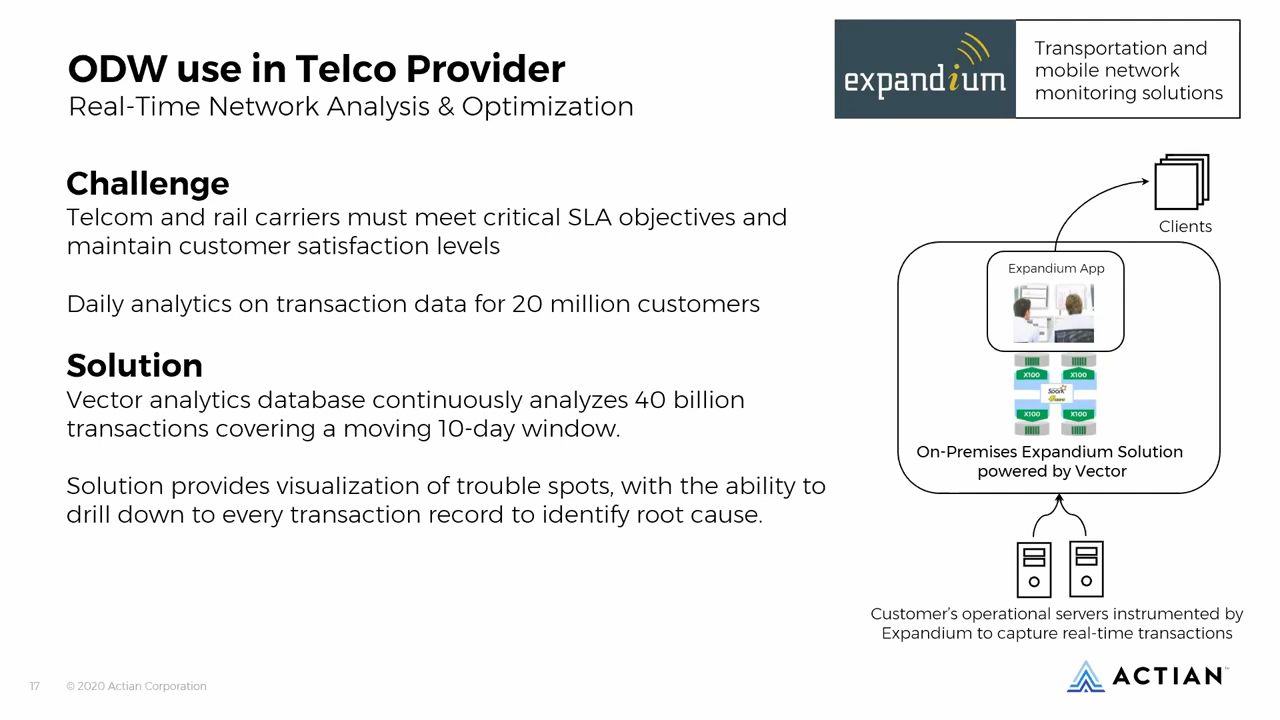 ODW use in Telco Provider
Real-Time Network Analysis & Optimization
expandium
Transportation and
mobile network
monitoring solutions
Challenge
Telcom and rail carriers must meet critical SLA objectives and
maintain customer satisfaction levels
Daily analytics on transaction data for 20 million customers
Solution
Vector analytics database continuously analyzes 40 billion
transactions covering a moving 10-day window.
Solution provides visualization of trouble spots, with the ability to
drill down to every transaction record to identify root cause.
Clients
Expandium App
X100
X100
Spark
X100
X100
On-Premises Expandium Solution
powered by Vector
Customer's operational servers instrumented by
Expandium to capture real-time transactions
17
© 2020 Actian Corporation
ACTIAN™